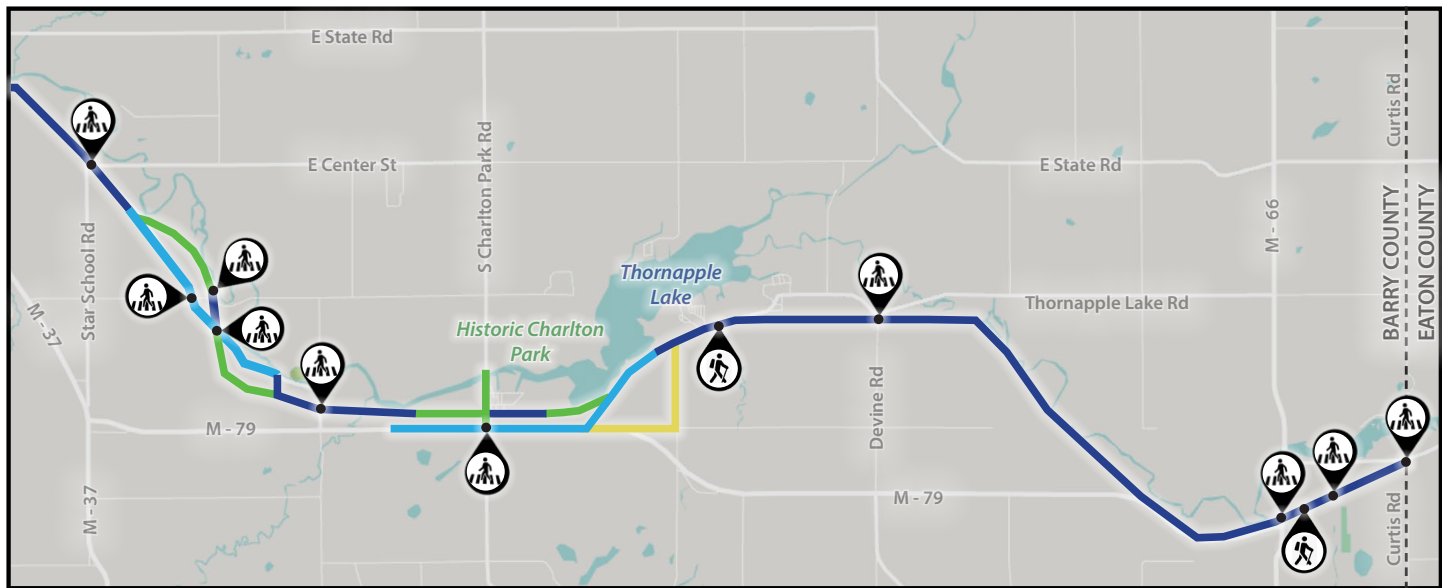 E State Rd
Curtis Rd
E Center St
S Charlton Park Rd
E State Rd
Star School Rd
M - 66
BARRY COUNTY
EATON COUNTY
Thornapple
Lake
M - 37
Thornapple Lake Rd
Historic Charlton
Park
Devine Rd
M - 79
M - 37
M - 79
Curtis Rd